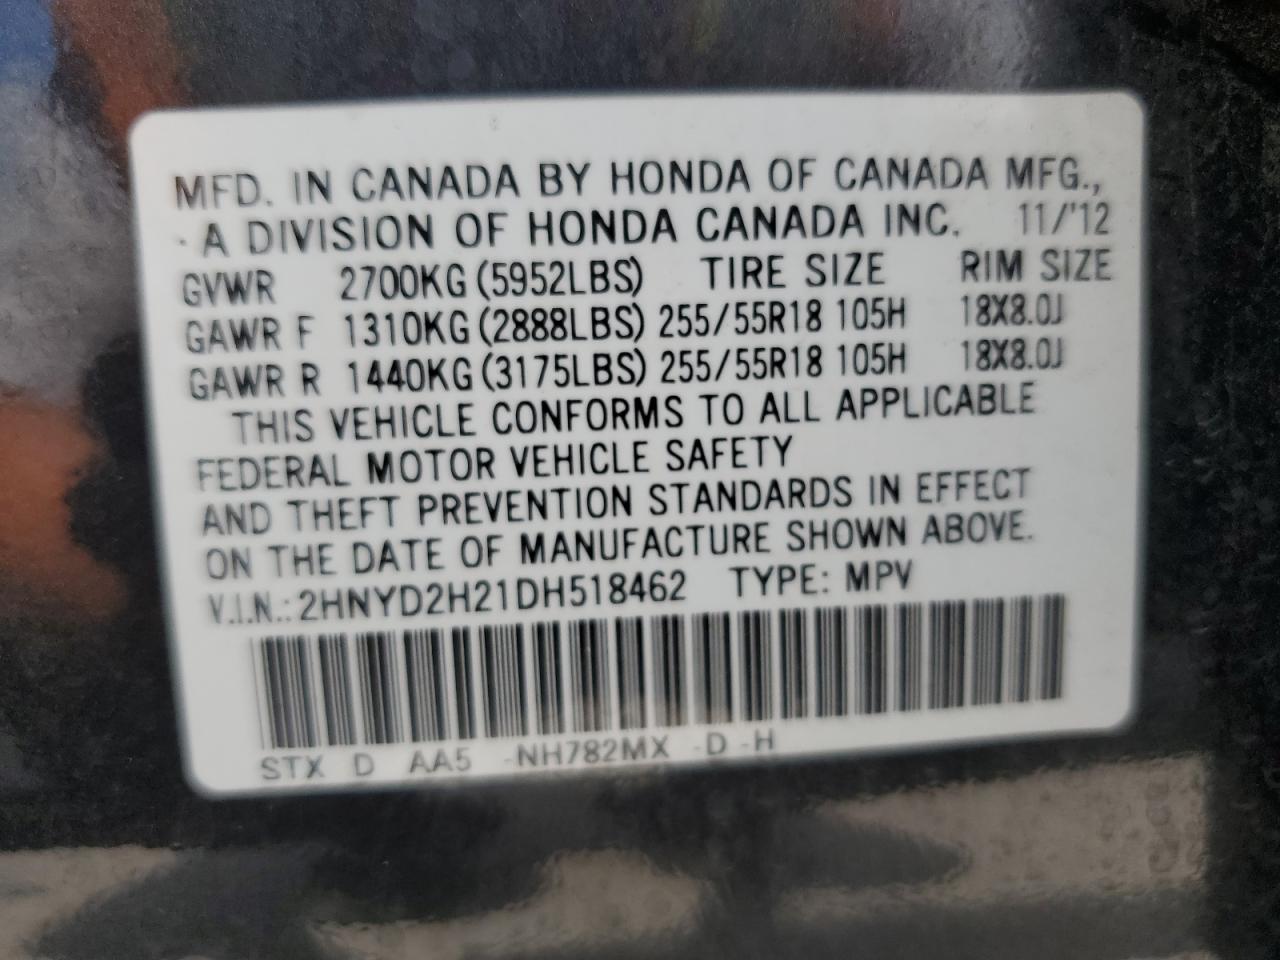 MFD. IN CANADA BY HONDA OF CANADA MFG.,
A DIVISION OF HONDA CANADA INC. 11/'12
GVWR 2700KG (5952LBS) TIRE SIZE RIM SIZE
GAWR F 1310KG (2888LBS) 255/55R18 105H 18X8.0J
GAWR R 1440KG (3175LBS) 255/55R18 105H 18X8.0J
THIS VEHICLE CONFORMS TO ALL APPLICABLE
FEDERAL MOTOR VEHICLE SAFETY
AND THEFT PREVENTION STANDARDS IN EFFECT
ON THE DATE OF MANUFACTURE SHOWN ABOVE.
V.I.N.: 2HNYD2H21DH518462 TYPE: MPV
STX D AA5 -NH782MX -D -H